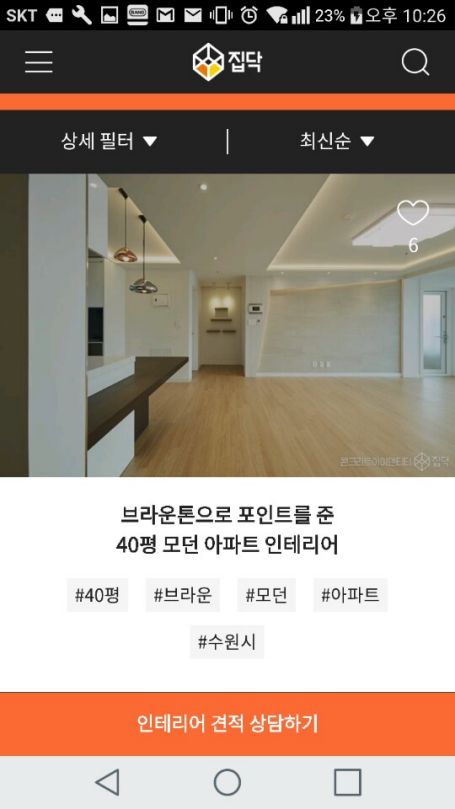 SKT 23% 오후 10:26
집닥
상세 필터 ▼ | 최신순 ▼
6
집닥
브라운톤으로 포인트를 준
40평 모던 아파트 인테리어
#40평 #브라운 #모던 #아파트
#수원시
인테리어 견적 상담하기